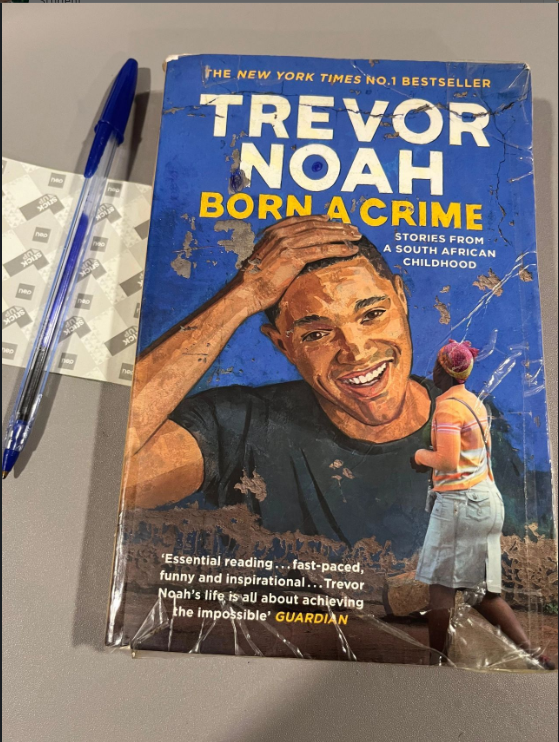 Student
THE NEW YORK TIMES NO.1 BESTSELLER
TREVOR
NOAH
BORN A CRIME
STORIES FROM
A SOUTH AFRICAN
CHILDHOOD
'Essential reading...fast-paced,
funny and inspirational...Trevor
Noah's life is all about achieving
the impossible' GUARDIAN